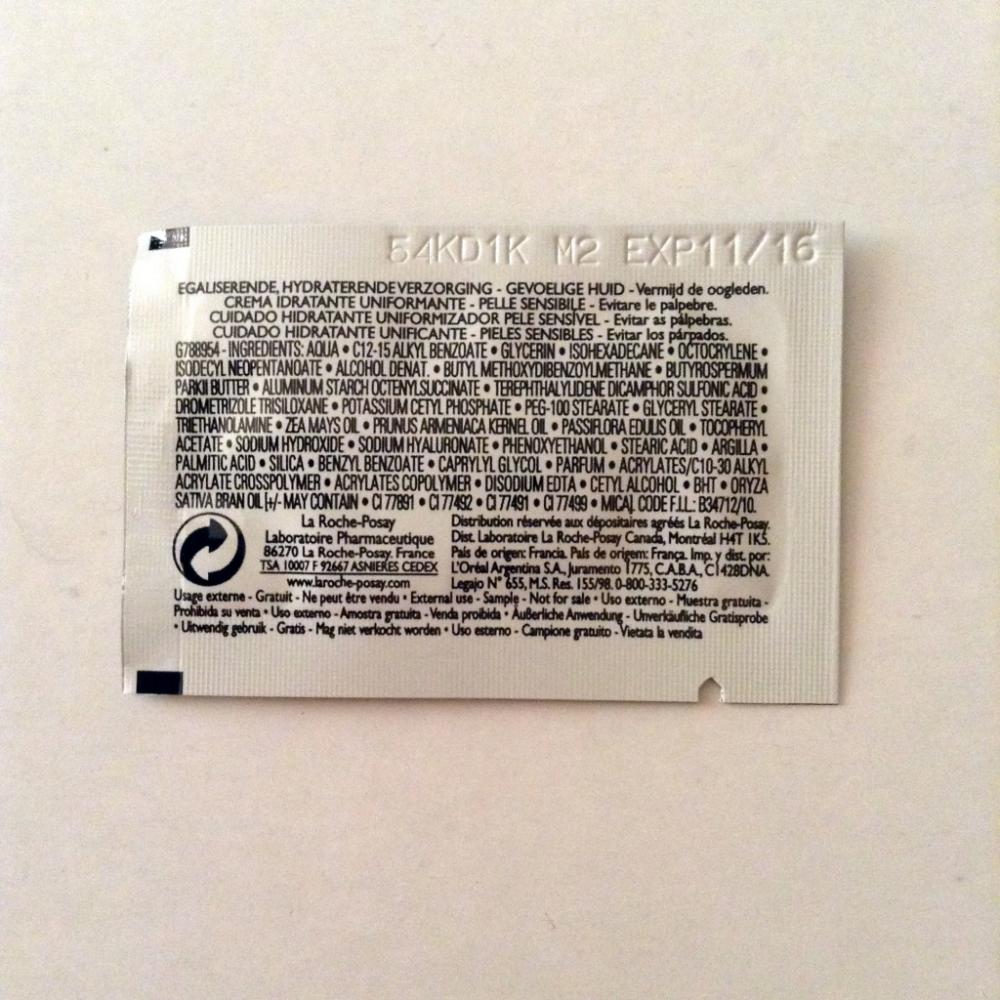 54KD1K M2 EXP11/16
EGALISERENDE, HYDRATERENDE VERZORGING - GEVOELIGE HUID - Vermijd de oogleden.
CREMA IDRATANTE UNIFORMANTE - PELLE SENSIBILE - Evitare le palpebre.
CUIDADO HIDRATANTE UNIFORMIZADOR PELE SENSÍVEL - Evitar as pálpebras.
CUIDADO HIDRATANTE UNIFICANTE - PIELES SENSIBLES - Evitar los párpados.
G788954 - INGREDIENTS: AQUA • C12-15 ALKYL BENZOATE • GLYCERIN • ISOHEXADECANE • OCTOCRYLENE •
ISODECYL NEOPENTANOATE • ALCOHOL DENAT. • BUTYL METHOXYDIBENZOYLMETHANE • BUTYROSPERMUM
PARKII BUTTER • ALUMINUM STARCH OCTENYLSUCCINATE • TEREPHTHALYLIDENE DICAMPHOR SULFONIC ACID •
DROMETRIZOLE TRISILOXANE • POTASSIUM CETYL PHOSPHATE • PEG-100 STEARATE • GLYCERYL STEARATE •
TRIETHANOLAMINE • ZEA MAYS OIL • PRUNUS ARMENIACA KERNEL OIL • PASSIFLORA EDULIS OIL • TOCOPHERYL
ACETATE • SODIUM HYDROXIDE • SODIUM HYALURONATE • PHENOXYETHANOL • STEARIC ACID • ARGILLA •
PALMITIC ACID • SILICA • BENZYL BENZOATE • CAPRYLYL GLYCOL • PARFUM • ACRYLATES/C10-30 ALKYL
ACRYLATE CROSSPOLYMER • ACRYLATES COPOLYMER • DISODIUM EDTA • CETYL ALCOHOL • BHT • ORYZA
SATIVA BRAN OIL [+/- MAY CONTAIN • CI 77891 • CI 77492 • CI 77491 • CI 77499 • MICA]. CODE F.I.L.: B34712/10.
La Roche-Posay
Laboratoire Pharmaceutique
86270 La Roche-Posay. France
TSA 10007 F 92667 ASNIERES CEDEX
www.laroche-posay.com
Distribution réservée aux dépositaires agréés La Roche-Posay.
Dist. Laboratoire La Roche-Posay Canada, Montréal H4T 1K5.
País de origen: Francia. País de origem: França. Imp. y dist. por:
L'Oréal Argentina S.A., Juramento 1775, C.A.B.A., C1428DNA.
Legajo N° 655, M.S. Res. 155/98. 0-800-333-5276
Usage externe - Gratuit - Ne peut être vendu • External use - Sample - Not for sale • Uso externo - Muestra gratuita -
Prohibida su venta • Uso externo - Amostra gratuita - Venda proibida • Äußerliche Anwendung - Unverkäufliche Gratisprobe
• Uitwendig gebruik - Gratis - Mag niet verkocht worden • Uso esterno - Campione gratuito - Vietata la vendita